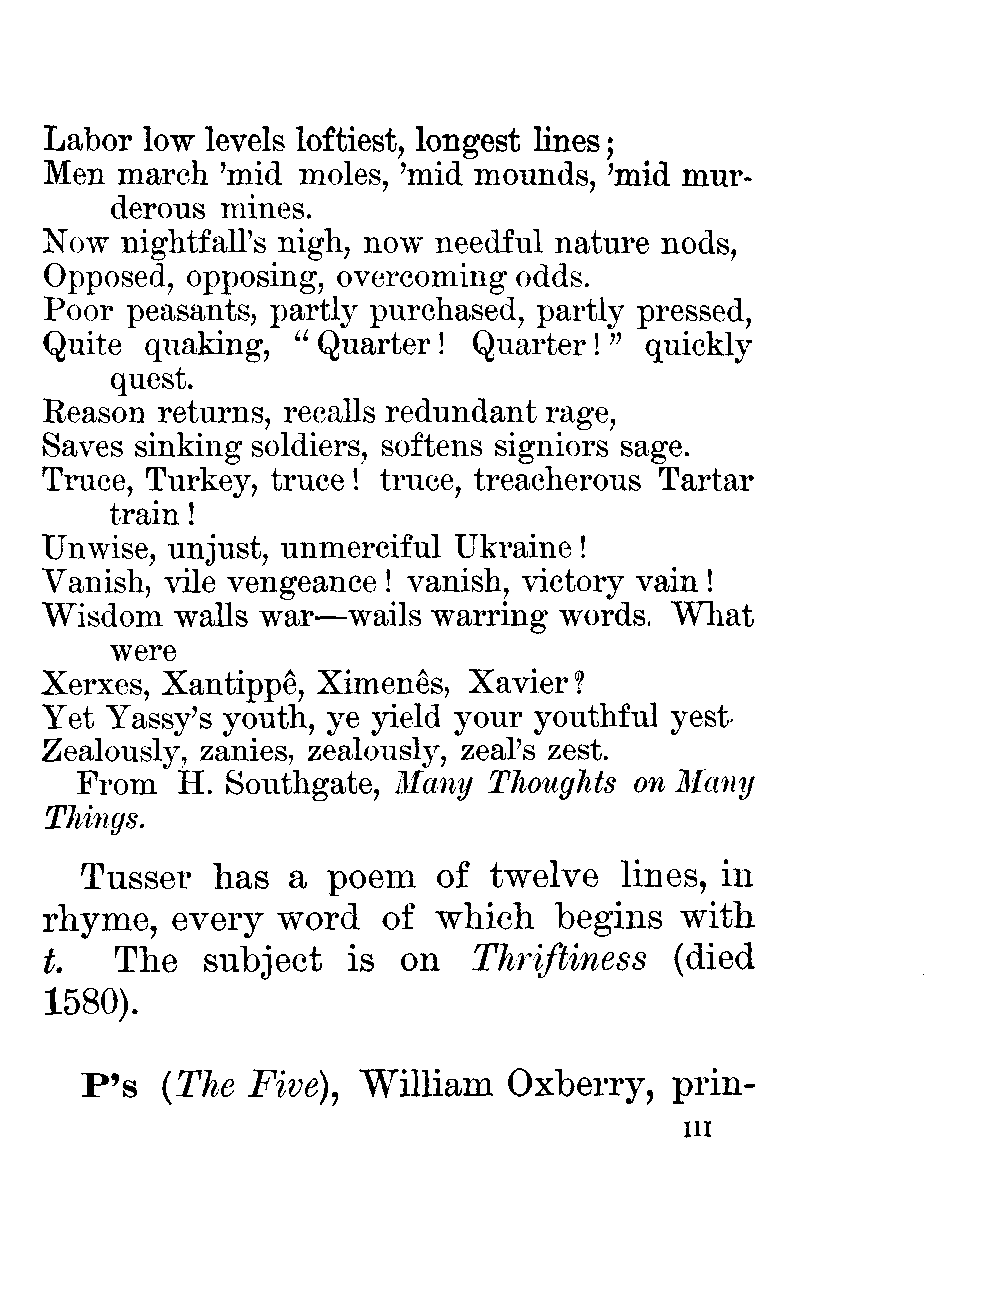 Labor low levels loftiest, longest lines;
Men march 'mid moles, 'mid mounds, 'mid mur-
derous mines.
Now nightfall's nigh, now needful nature nods,
Opposed, opposing, overcoming odds.
Poor peasants, partly purchased, partly pressed,
Quite quaking, "Quarter! Quarter!" quickly
quest.
Reason returns, recalls redundant rage,
Saves sinking soldiers, softens signiors sage.
Truce, Turkey, truce! truce, treacherous Tartar
train!
Unwise, unjust, unmerciful Ukraine!
Vanish, vile vengeance! vanish, victory vain!
Wisdom walls war—wails warring words. What
were
Xerxes, Xantippê, Ximenês, Xavier?
Yet Yassy's youth, ye yield your youthful yest
Zealously, zanies, zealously, zeal's zest.
From H. Southgate, Many Thoughts on Many
Things.
Tusser has a poem of twelve lines, in
rhyme, every word of which begins with
t. The subject is on Thriftiness (died
1580).
P's (The Five), William Oxberry, prin-
III